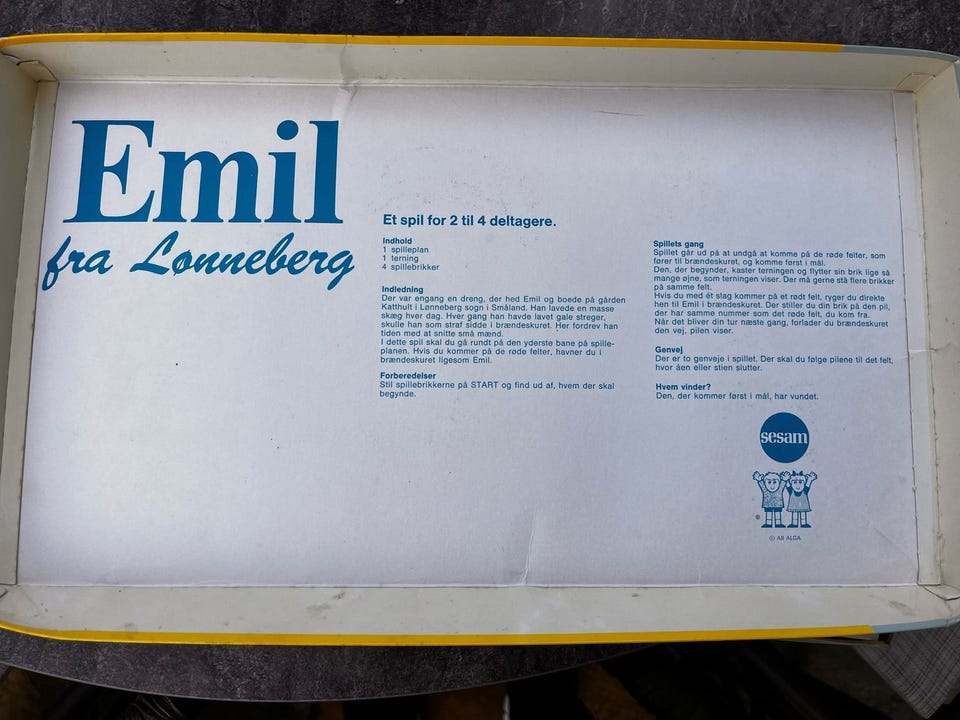 Emil
fra Lønneberg
Et spil for 2 til 4 deltagere.
Indhold
1 spilleplan
1 terning
4 spillebrikker
Indledning
Der var engang en dreng, der hed Emil og boede på gården
Katthult i Lønneberg sogn i Småland. Han lavede en masse
skæg hver dag. Hver gang han havde lavet gale streger,
skulle han som straf sidde i brændeskuret. Her fordrev han
tiden med at snitte små mænd.
I dette spil skal du gå rundt på den yderste bane på spille-
planen. Hvis du kommer på de røde felter, havner du i
brændeskuret ligesom Emil.
Forberedelser
Stil spillebrikkerne på START og find ud af, hvem der skal
begynde.
Spillets gang
Spillet går ud på at undgå at komme på de røde felter, som
fører til brændeskuret, og komme først i mål.
Den, der begynder, kaster terningen og flytter sin brik lige så
mange øjne, som terningen viser. Der må gerne stå flere brikker
på samme felt.
Hvis du med ét slag kommer på et rødt felt, ryger du direkte
hen til Emil i brændeskuret. Der stiller du din brik på den pil,
der har samme nummer som det røde felt, du kom fra.
Når det bliver din tur næste gang, forlader du brændeskuret
den vej, pilen viser.
Genvej
Der er to genveje i spillet. Der skal du følge pilene til det felt,
hvor åen eller stien slutter.
Hvem vinder?
Den, der kommer først i mål, har vundet.
sesam
®
© AB ALGA